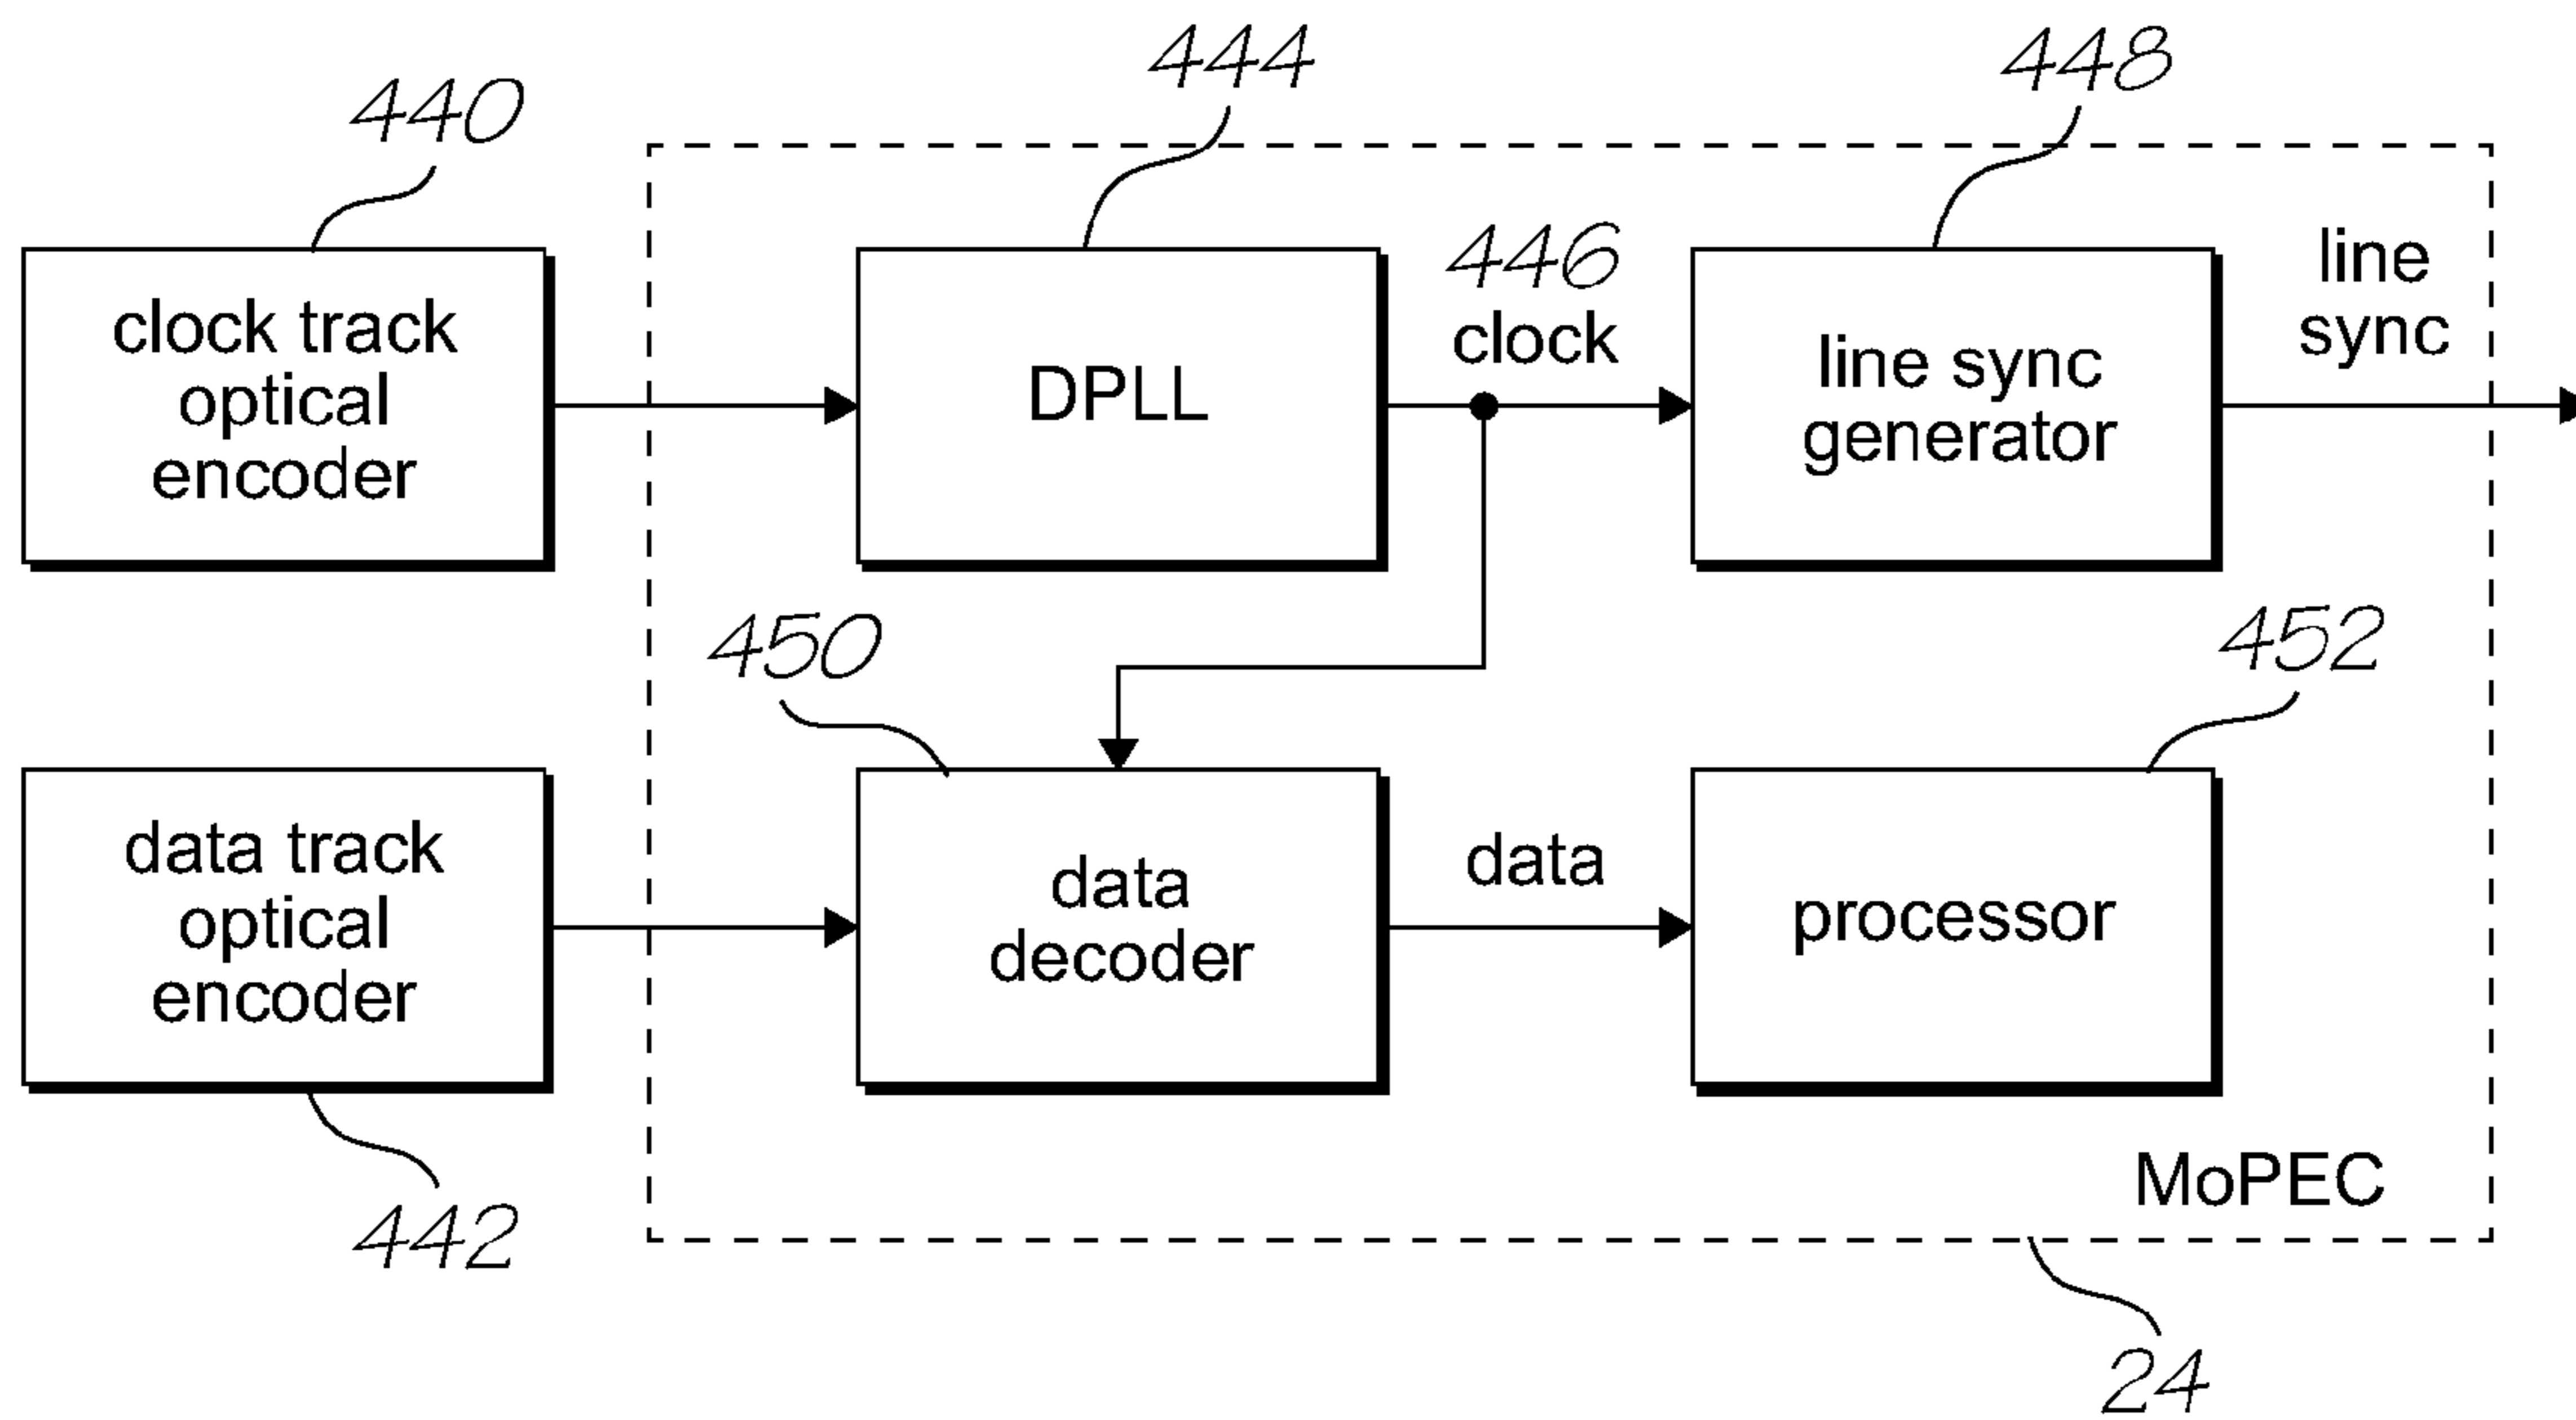 440
444
448
clock track
optical
encoder
DPLL
446
clock
line sync
generator
line
sync
450
452
data track
optical
encoder
data
decoder
data
processor
MoPEC
442
24